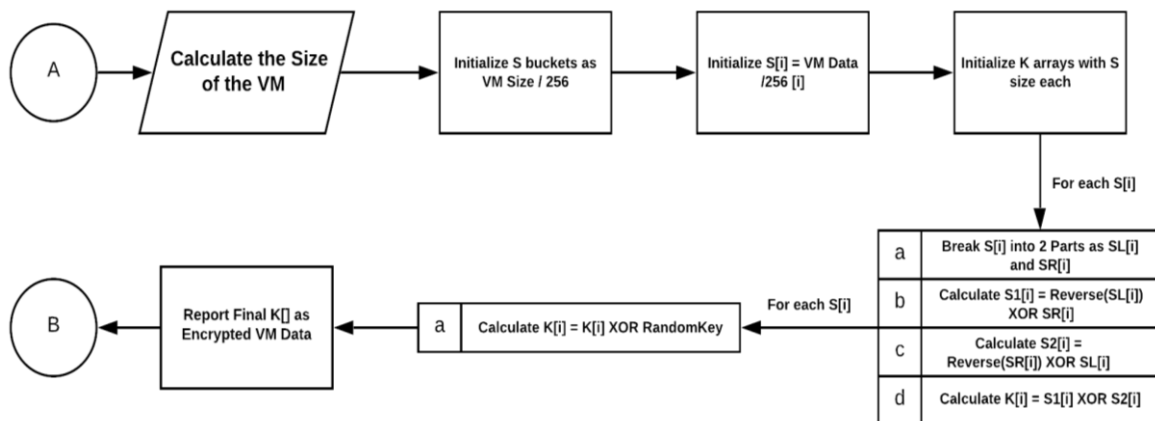 A
Calculate the Size
of the VM
Initialize S buckets as
VM Size / 256
Initialize S[i] = VM Data
/256 [i]
Initialize K arrays with S
size each
For each S[i]
a
Break S[i] into 2 Parts as SL[i]
and SR[i]
b
Calculate S1[i] = Reverse(SL[i])
XOR SR[i]
c
Calculate S2[i] =
Reverse(SR[i]) XOR SL[i]
d
Calculate K[i] = S1[i] XOR S2[i]
For each S[i]
a
Calculate K[i] = K[i] XOR RandomKey
Report Final K[] as
Encrypted VM Data
B